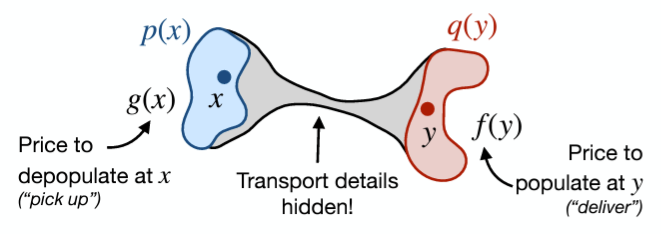 p(x)
q(y)
g(x)
x
y
f(y)
Price to
depopulate at x
("pick up")
Transport details
hidden!
Price to
populate at y
("deliver")